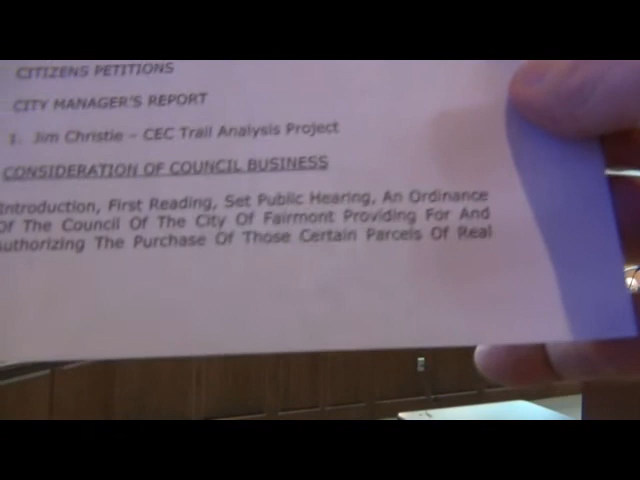 CITIZENS PETITIONS
CITY MANAGER'S REPORT
1. Jim Christie – CEC Trail Analysis Project
CONSIDERATION OF COUNCIL BUSINESS
Introduction, First Reading, Set Public Hearing, An Ordinance
Of The Council Of The City Of Fairmont Providing For And
Authorizing The Purchase Of Those Certain Parcels Of Real